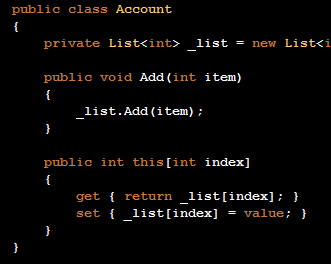 public class Account
{
    private List<int> _list = new List<i
    public void Add(int item)
    {
        _list.Add(item);
    }
    public int this[int index]
    {
        get { return _list[index]; }
        set { _list[index] = value; }
    }
}